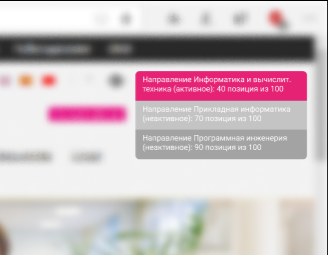 Направление Информатика и вычислит.
техника (активное): 40 позиция из 100
Направление Прикладная информатика
(неактивное): 70 позиция из 100
Направление Программная инженерия
(неактивное): 90 позиция из 100